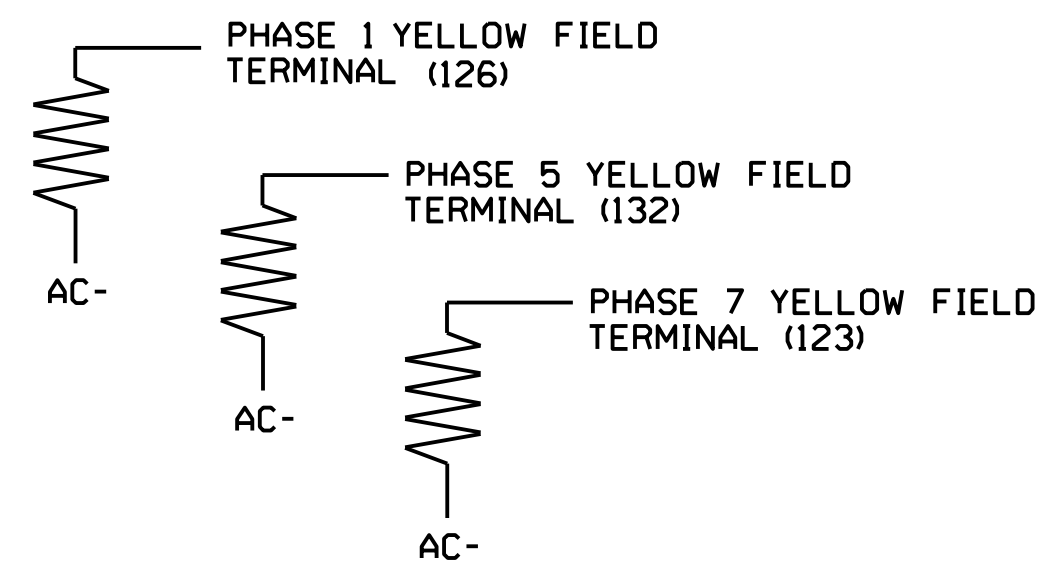 PHASE 1 YELLOW FIELD
TERMINAL (126)
AC-
PHASE 5 YELLOW FIELD
TERMINAL (132)
AC-
PHASE 7 YELLOW FIELD
TERMINAL (123)
AC-